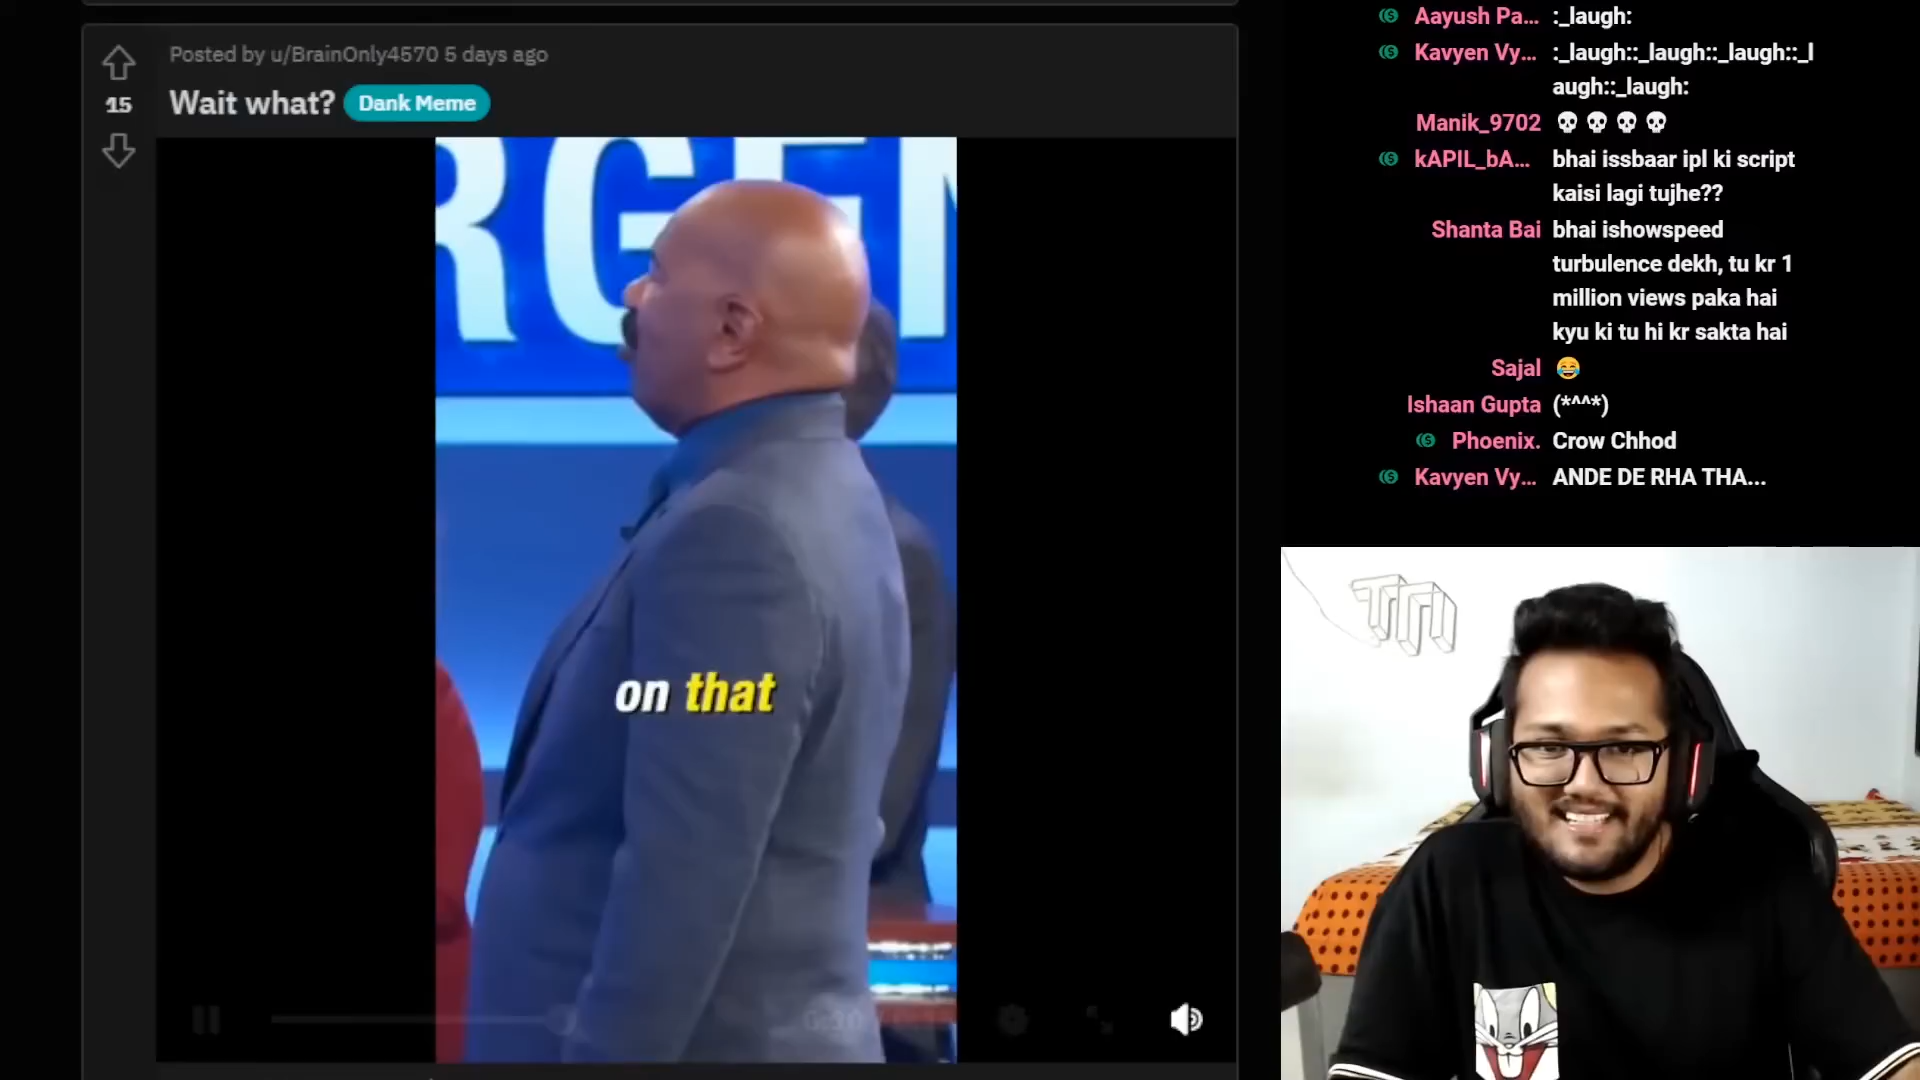 Posted by u/BrainOnly4570 5 days ago
15
Wait what? Dank Meme
on that
Aayush Pa... :_laugh:
Kavyen Vy... :_laugh::_laugh::_laugh::_l
augh::_laugh:
Manik_9702 💀💀💀💀
kAPIL_bA... bhai issbaar ipl ki script
kaisi lagi tujhe??
Shanta Bai bhai ishowspeed
turbulence dekh, tu kr 1
million views paka hai
kyu ki tu hi kr sakta hai
Sajal 😂
Ishaan Gupta (*^^*)
Phoenix. Crow Chhod
Kavyen Vy... ANDE DE RHA THA...